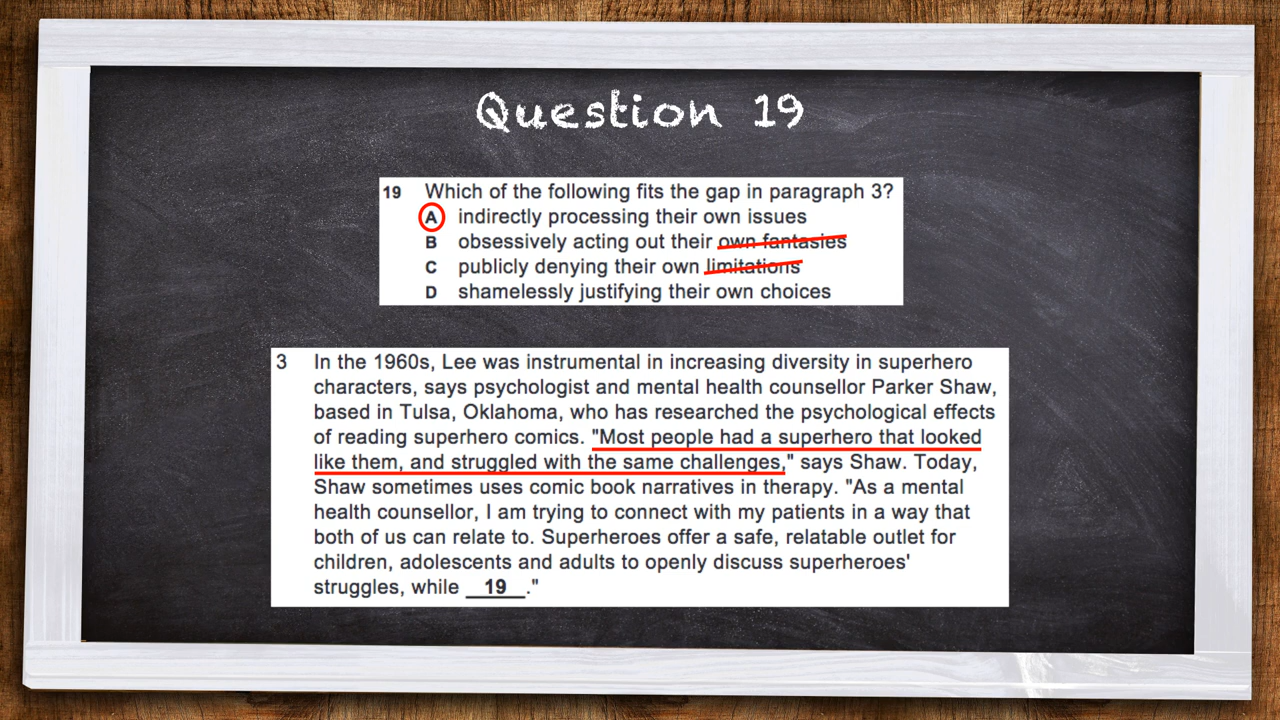 Question 19
19 Which of the following fits the gap in paragraph 3?
A indirectly processing their own issues
B obsessively acting out their own fantasies
C publicly denying their own limitations
D shamelessly justifying their own choices
3 In the 1960s, Lee was instrumental in increasing diversity in superhero
characters, says psychologist and mental health counsellor Parker Shaw,
based in Tulsa, Oklahoma, who has researched the psychological effects
of reading superhero comics. "Most people had a superhero that looked
like them, and struggled with the same challenges," says Shaw. Today,
Shaw sometimes uses comic book narratives in therapy. "As a mental
health counsellor, I am trying to connect with my patients in a way that
both of us can relate to. Superheroes offer a safe, relatable outlet for
children, adolescents and adults to openly discuss superheroes'
struggles, while __19__."